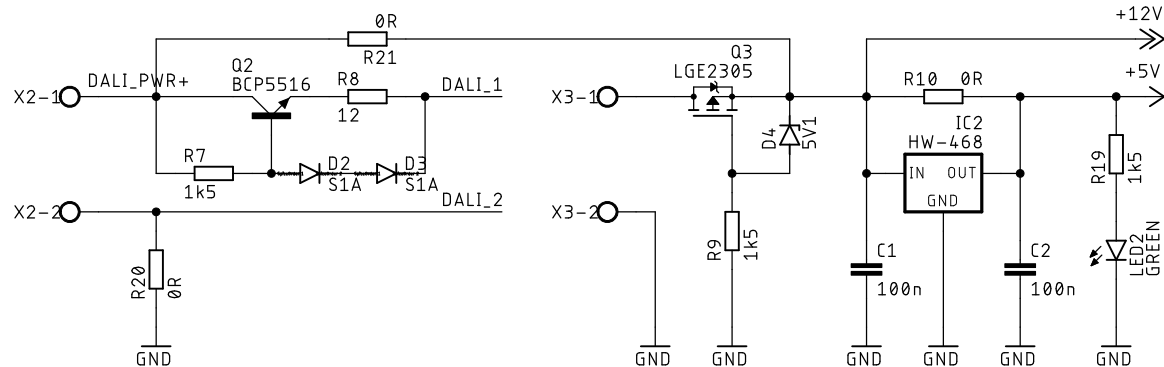 +12V
0R
R21
Q3
LGE2305
Q2
BCP5516
DALI_PWR+
R8
12
DALI_1
X2-1
X3-1
R10 0R
+5V
IC2
HW-468
D4
5V1
R7
1k5
D2
S1A
D3
S1A
IN OUT
GND
R19
1k5
X2-2
DALI_2
X3-2
R9
1k5
C1
100n
C2
100n
LED2
GREEN
R20
0R
GND
GND
GND
GND
GND
GND
GND